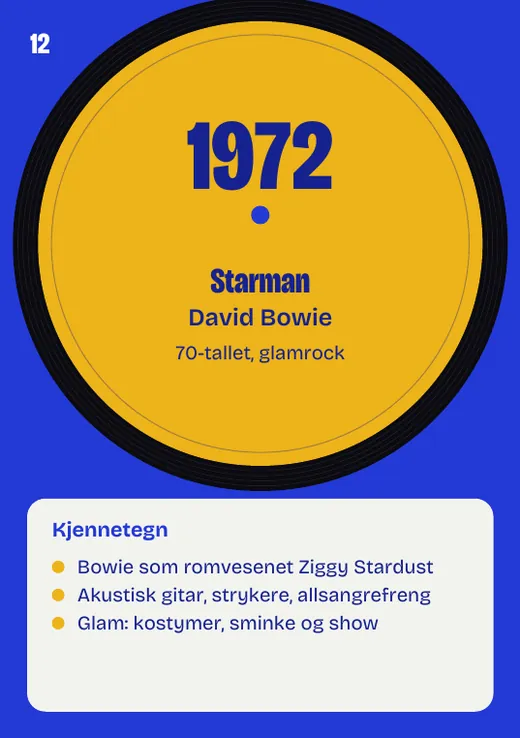 12
1972
Starman
David Bowie
70-tallet, glamrock
Kjennetegn
Bowie som romvesenet Ziggy Stardust
Akustisk gitar, strykere, allsangrefreng
Glam: kostymer, sminke og show